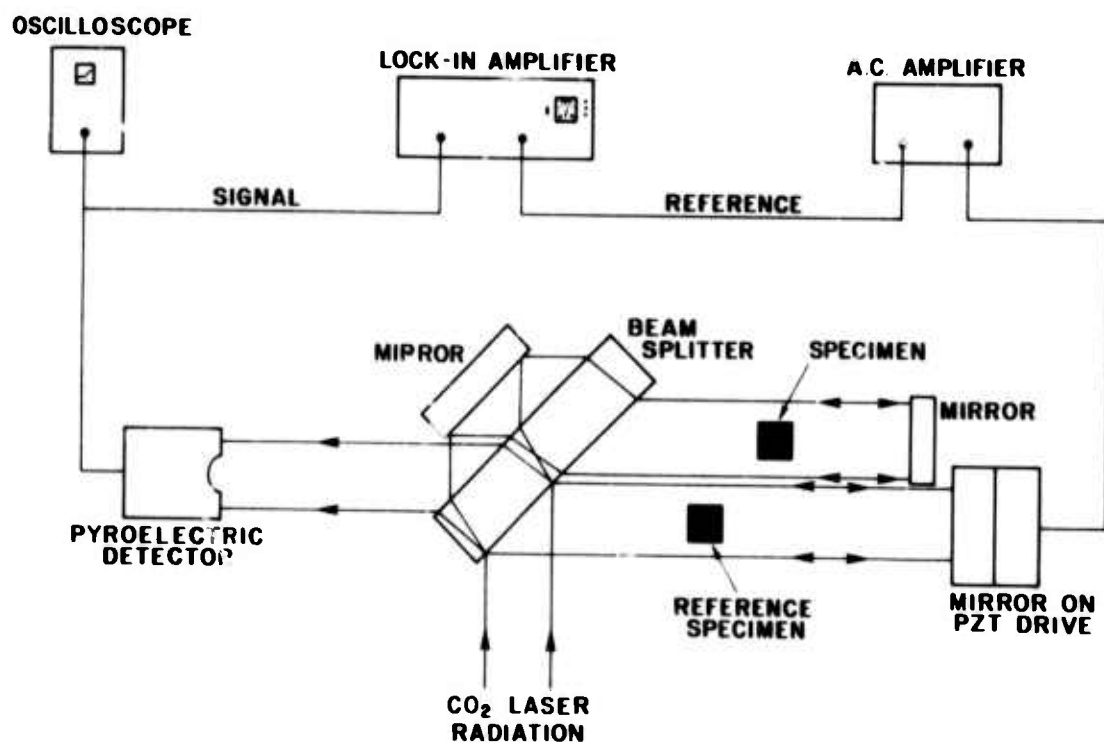 OSCILLOSCOPE
LOCK-IN AMPLIFIER
A.C. AMPLIFIER
SIGNAL
REFERENCE
MIPROR
BEAM
SPLITTER
SPECIMEN
MIRROR
PYROELECTRIC
DETECTOR
REFERENCE
SPECIMEN
MIRROR ON
PZT DRIVE
CO₂ LASER
RADIATION